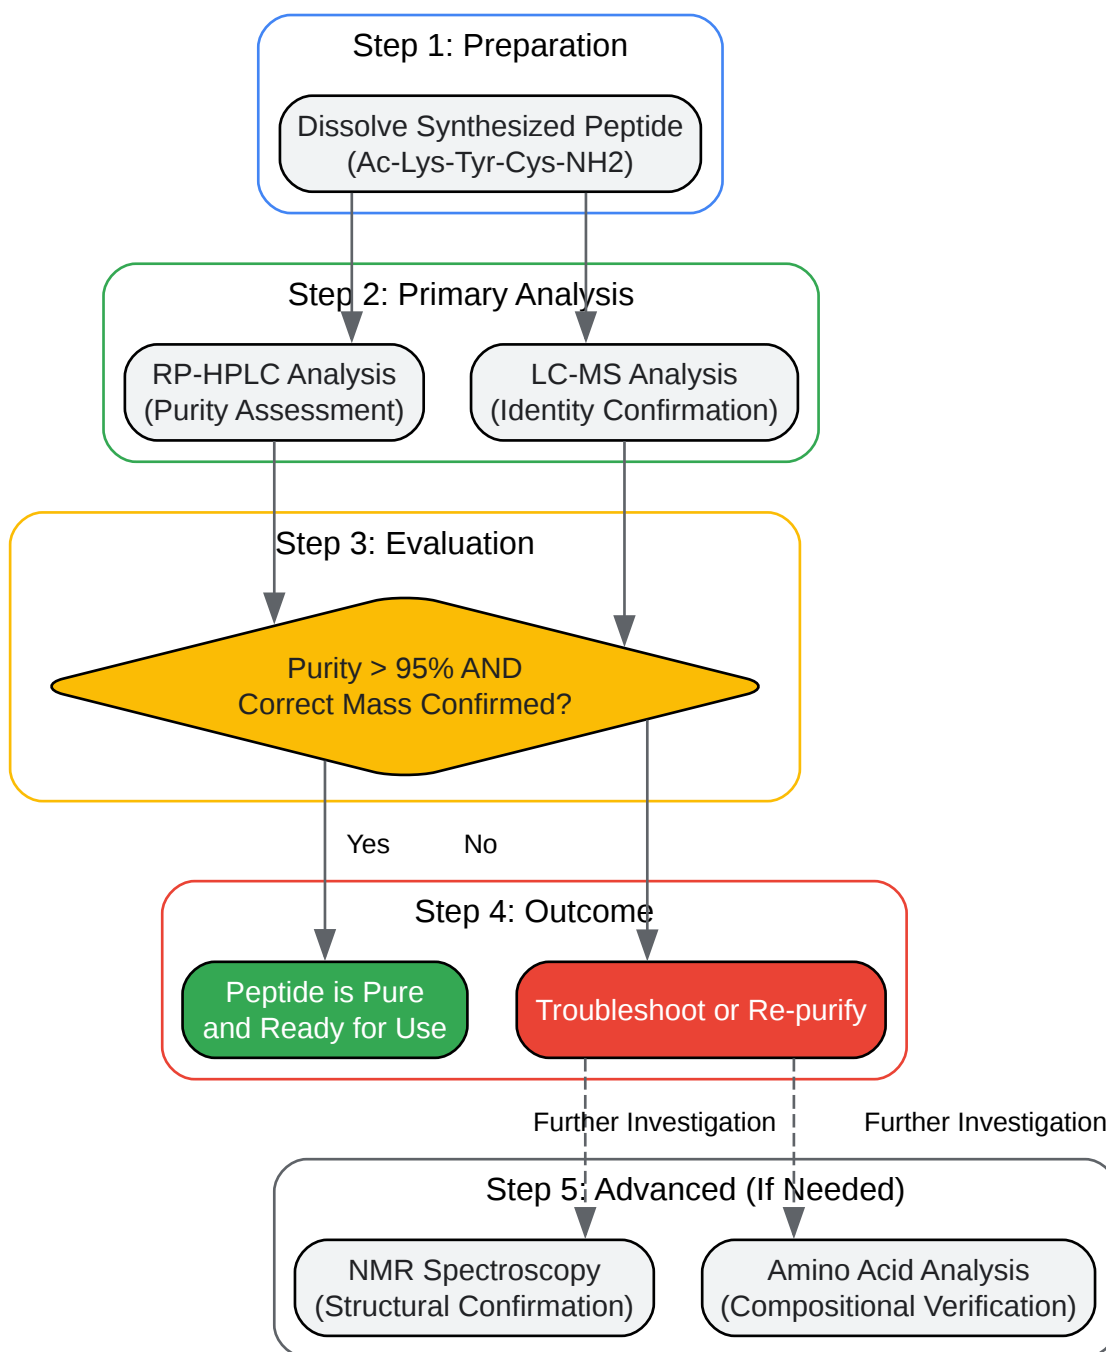 Step 1: Preparation
Dissolve Synthesized Peptide
(Ac-Lys-Tyr-Cys-NH2)
Step 2: Primary Analysis
RP-HPLC Analysis
(Purity Assessment)
LC-MS Analysis
(Identity Confirmation)
Step 3: Evaluation
Purity > 95% AND
Correct Mass Confirmed?
Yes
No
Step 4: Outcome
Peptide is Pure
and Ready for Use
Troubleshoot or Re-purify
Further Investigation
Further Investigation
Step 5: Advanced (If Needed)
NMR Spectroscopy
(Structural Confirmation)
Amino Acid Analysis
(Compositional Verification)